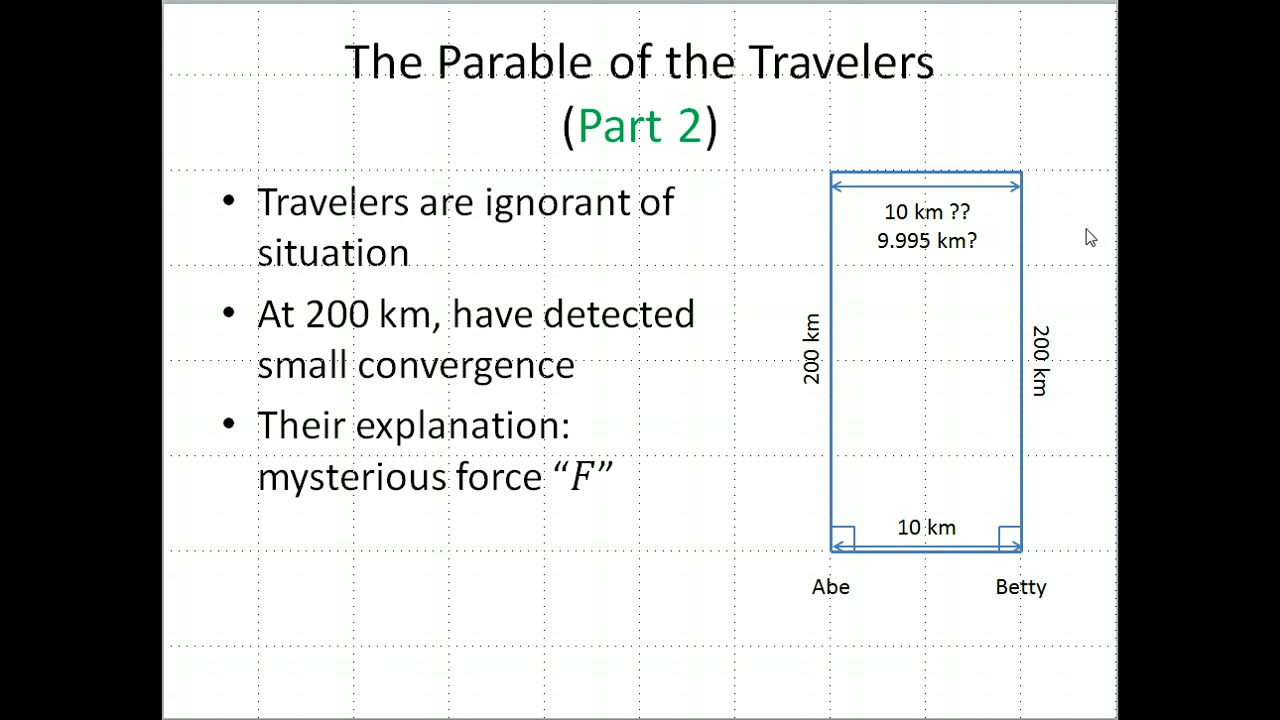 The Parable of the Travelers
(Part 2)
• Travelers are ignorant of
situation
• At 200 km, have detected
small convergence
• Their explanation:
mysterious force “F”
10 km ??
9.995 km?
200 km
200 km
10 km
Abe
Betty